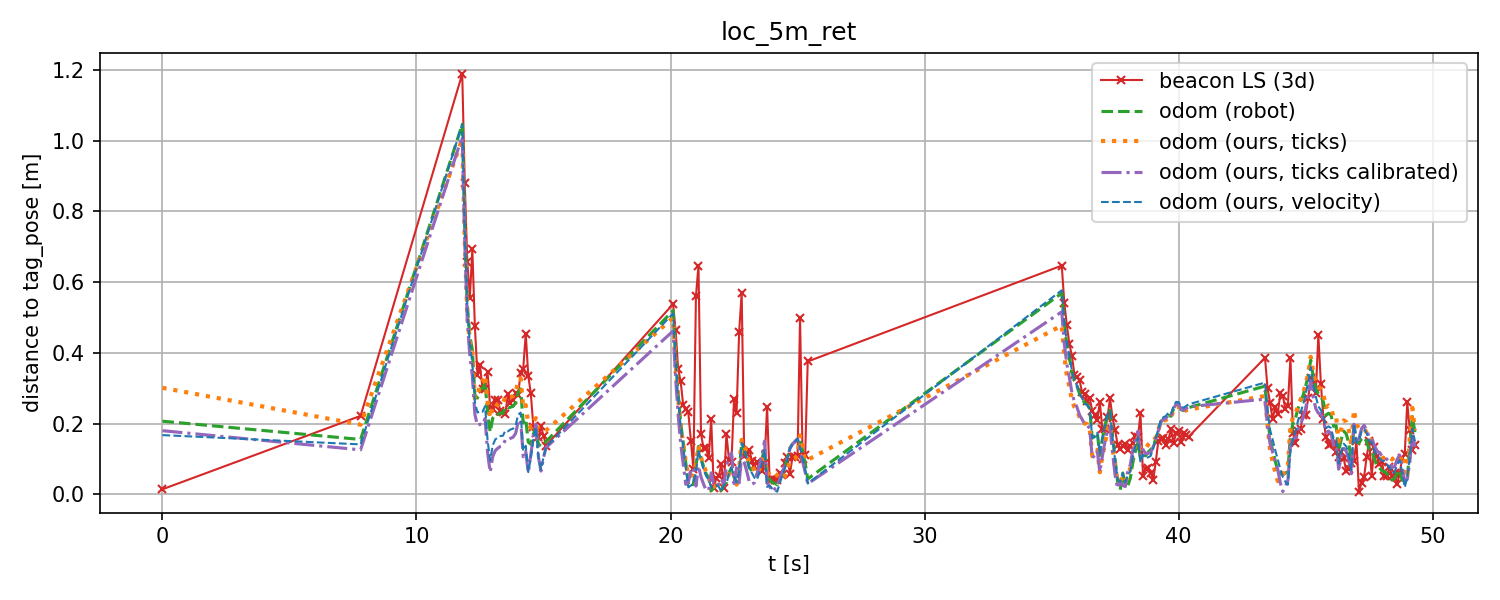 loc_5m_ret
distance to tag_pose [m]
1.2
1.0
0.8
0.6
0.4
0.2
0.0
beacon LS (3d)
odom (robot)
odom (ours, ticks)
odom (ours, ticks calibrated)
odom (ours, velocity)
0 10 20 30 40 50
t [s]